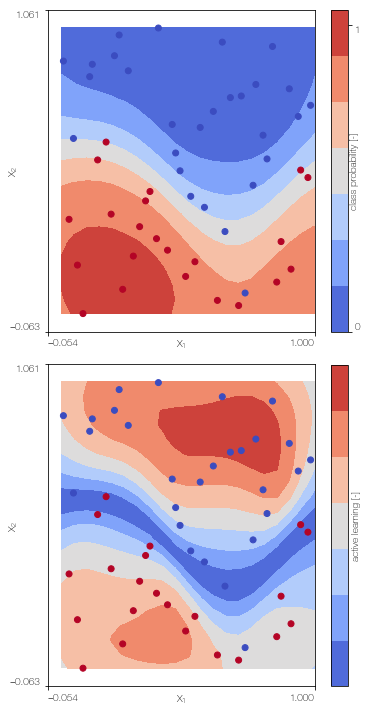 1.061
1
X₂
class probability [-]
0
−0.063
−0.054
X₁
1.000
1.061
X₂
active learning [-]
−0.063
−0.054
X₁
1.000